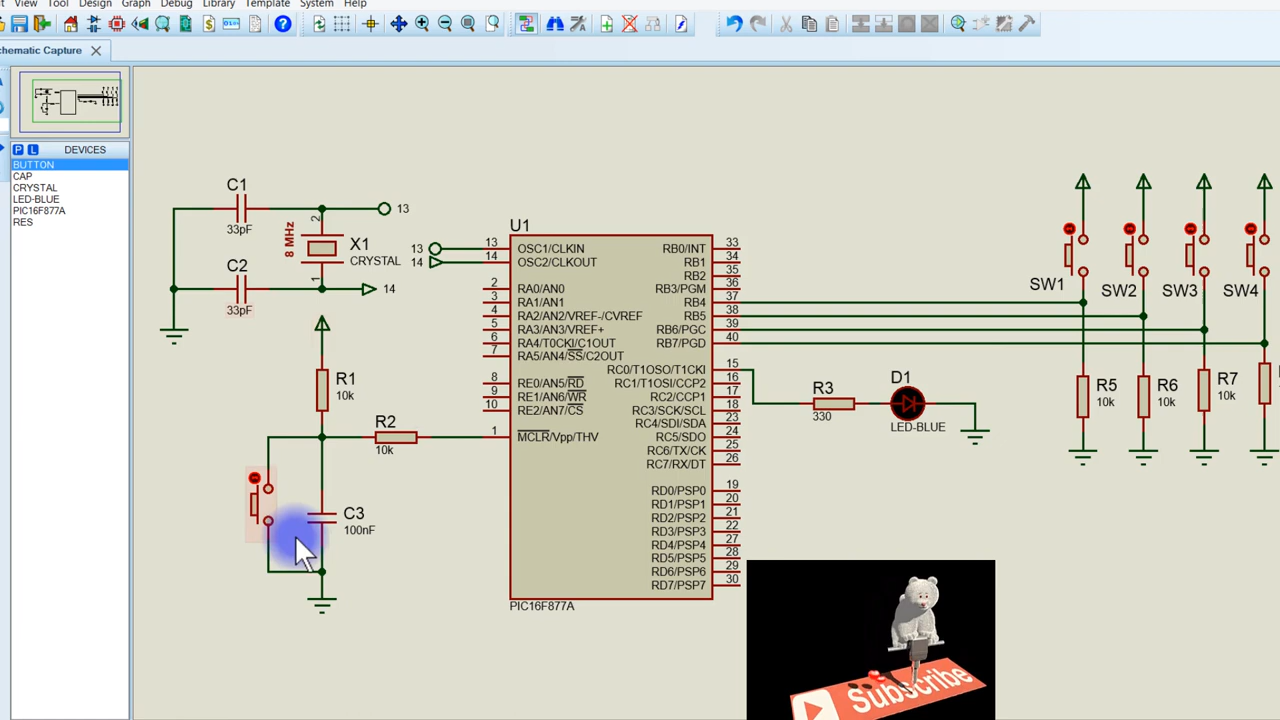 View Tool Design Graph Debug Library Template System Help
chematic Capture
P L DEVICES
BUTTON
CAP
CRYSTAL
LED-BLUE
PIC16F877A
RES
C1
33pF
2
13
8 MHz
X1
CRYSTAL
1
C2
33pF
14
13
14
R1
10k
R2
10k
C3
100nF
U1
13 OSC1/CLKIN
14 OSC2/CLKOUT
2 RA0/AN0
3 RA1/AN1
4 RA2/AN2/VREF-/CVREF
5 RA3/AN3/VREF+
6 RA4/T0CKI/C1OUT
7 RA5/AN4/SS/C2OUT
8 RE0/AN5/RD
9 RE1/AN6/WR
10 RE2/AN7/CS
1 MCLR/Vpp/THV
RB0/INT 33
RB1 34
RB2 35
RB3/PGM 36
RB4 37
RB5 38
RB6/PGC 39
RB7/PGD 40
RC0/T1OSO/T1CKI 15
RC1/T1OSI/CCP2 16
RC2/CCP1 17
RC3/SCK/SCL 18
RC4/SDI/SDA 23
RC5/SDO 24
RC6/TX/CK 25
RC7/RX/DT 26
RD0/PSP0 19
RD1/PSP1 20
RD2/PSP2 21
RD3/PSP3 22
RD4/PSP4 27
RD5/PSP5 28
RD6/PSP6 29
RD7/PSP7 30
PIC16F877A
R3
330
D1
LED-BLUE
SW1 SW2 SW3 SW4
R5
10k
R6
10k
R7
10k
Subscribe